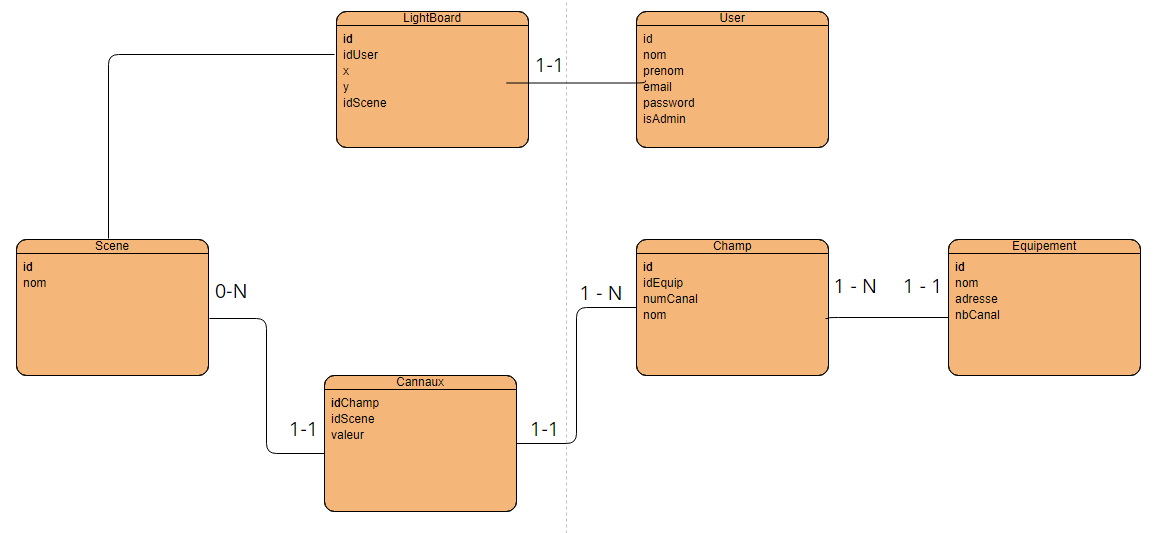 LightBoard
id
idUser
x
y
idScene
1-1
User
id
nom
prenom
email
password
isAdmin
Scene
id
nom
0-N
Cannaux
idChamp
idScene
valeur
1-1
1-1
1 - N
Champ
id
idEquip
numCanal
nom
1 - N
1 - 1
Equipement
id
nom
adresse
nbCanal